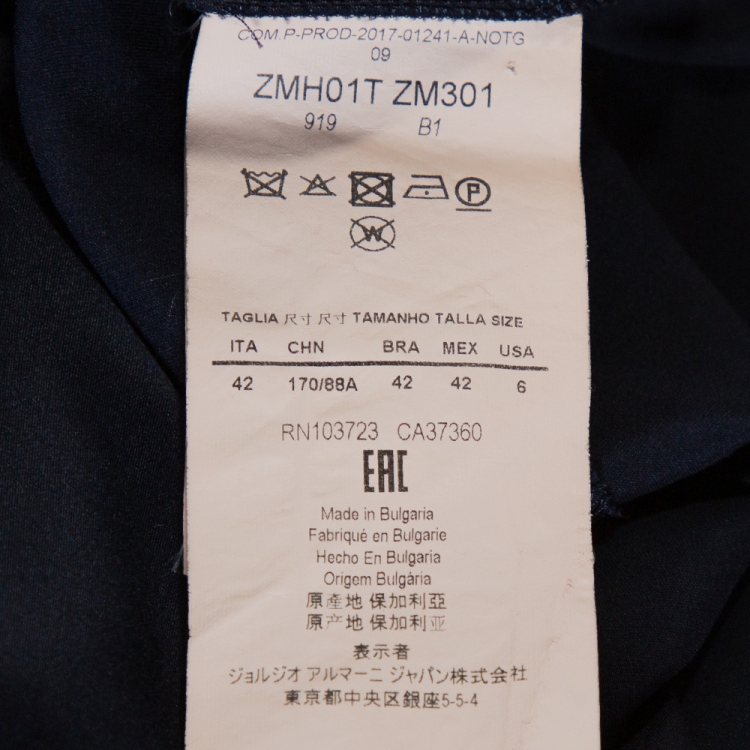 COM.P-PROD-2017-01241-A-NOTG
09
ZMH01T ZM301
919 B1
P
W
TAGLIA 尺寸 尺寸 TAMANHO TALLA SIZE
ITA CHN BRA MEX USA
42 170/88A 42 42 6
RN103723 CA37360
EAC
Made in Bulgaria
Fabriqué en Bulgarie
Hecho En Bulgaria
Origem Bulgária
原產地 保加利亞
原产地 保加利亚
表示者
ジョルジオ アルマーニ ジャパン株式会社
東京都中央区銀座5-5-4